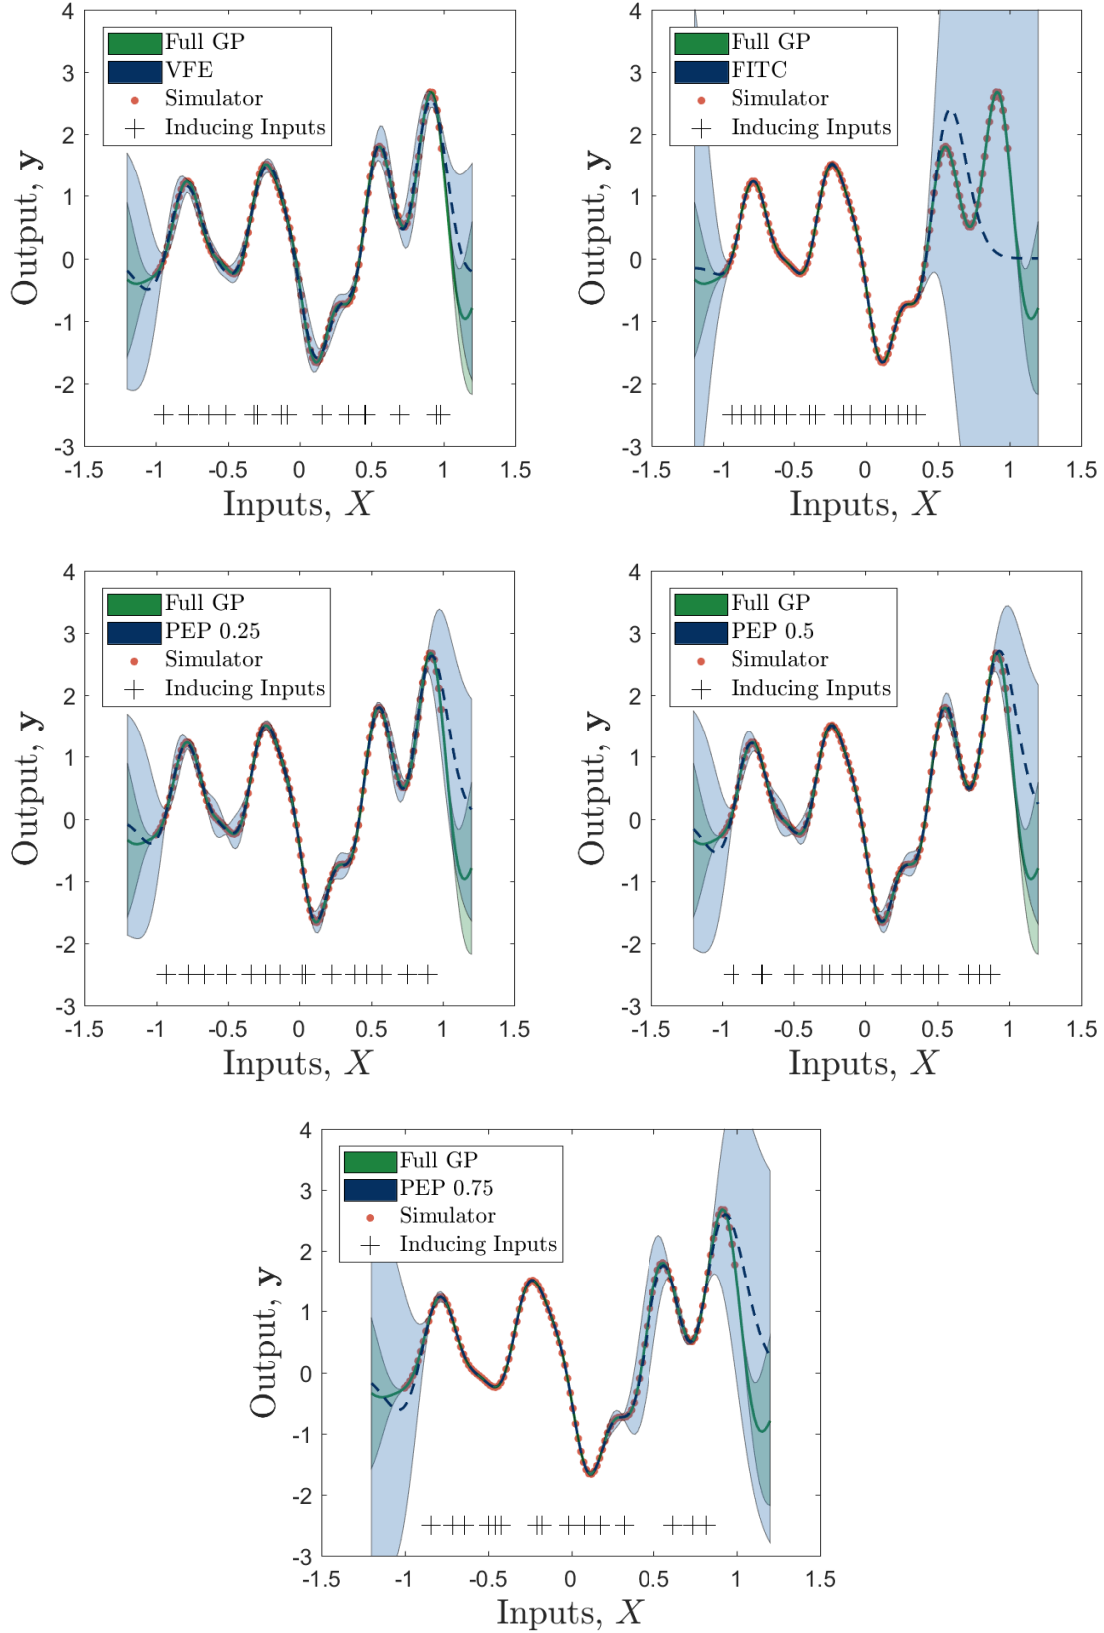 Full GP
VFE
Simulator
Inducing Inputs
4
3
2
1
0
-1
-2
-3
Output, y
-1.5 -1 -0.5 0 0.5 1 1.5
Inputs, X
Full GP
FITC
Simulator
Inducing Inputs
4
3
2
1
0
-1
-2
-3
Output, y
-1.5 -1 -0.5 0 0.5 1 1.5
Inputs, X
Full GP
PEP 0.25
Simulator
Inducing Inputs
4
3
2
1
0
-1
-2
-3
Output, y
-1.5 -1 -0.5 0 0.5 1 1.5
Inputs, X
Full GP
PEP 0.5
Simulator
Inducing Inputs
4
3
2
1
0
-1
-2
-3
Output, y
-1.5 -1 -0.5 0 0.5 1 1.5
Inputs, X
Full GP
PEP 0.75
Simulator
Inducing Inputs
4
3
2
1
0
-1
-2
-3
Output, y
-1.5 -1 -0.5 0 0.5 1 1.5
Inputs, X